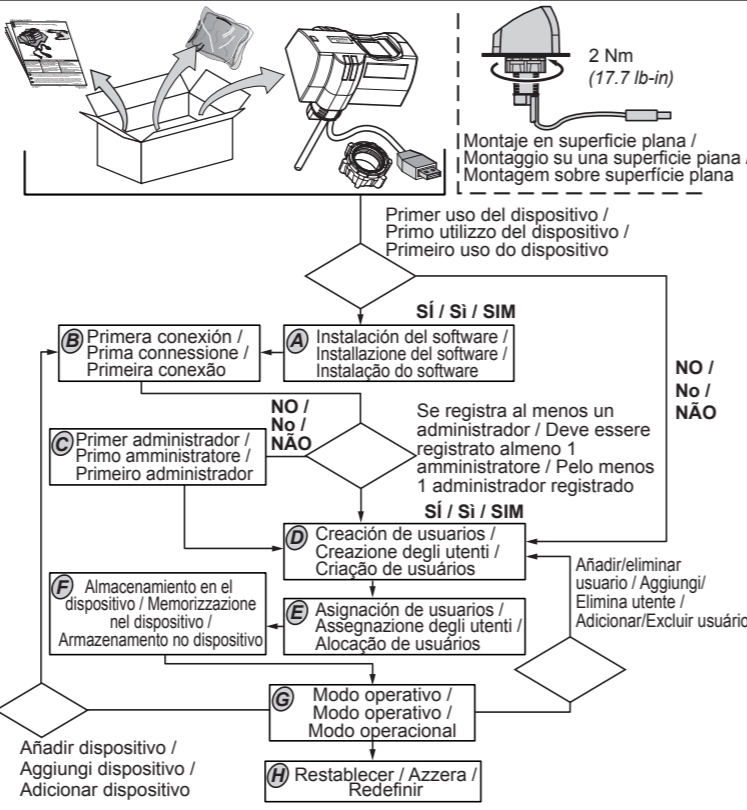 2 Nm
(17.7 lb-in)
Montaje en superficie plana /
Montaggio su una superficie piana /
Montagem sobre superfície plana
Primer uso del dispositivo /
Primo utilizzo del dispositivo /
Primeiro uso do dispositivo
SÍ / Sì / SIM
B Primera conexión /
Prima connessione /
Primeira conexão
A Instalación del software /
Installazione del software /
Instalação do software
NO /
No /
NÃO
NO /
No /
NÃO
C Primer administrador /
Primo amministratore /
Primeiro administrador
Se registra al menos un
administrador / Deve essere
registrato almeno 1
amministratore / Pelo menos
1 administrador registrado
SÍ / Sì / SIM
D Creación de usuarios /
Creazione degli utenti /
Criação de usuários
F Almacenamiento en el
dispositivo / Memorizzazione
nel dispositivo /
Armazenamento no dispositivo
E Asignación de usuarios /
Assegnazione degli utenti /
Alocação de usuários
Añadir/eliminar
usuario / Aggiungi/
Elimina utente /
Adicionar/Excluir usuário
G Modo operativo /
Modo operativo /
Modo operacional
Añadir dispositivo /
Aggiungi dispositivo /
Adicionar dispositivo
H Restablecer / Azzera /
Redefinir